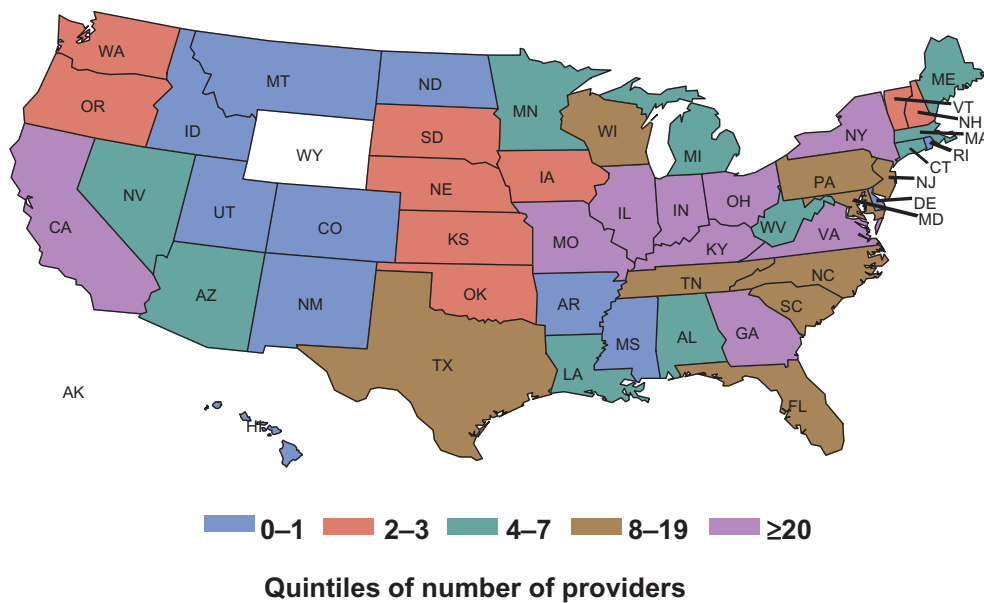 WA
ME
MT
ND
VT
MN
OR
NH
NY
MA
ID
WI
SD
RI
MI
WY
CT
IA
NJ
PA
NE
NV
OH
DE
IL
IN
MD
UT
WV
CA
CO
VA
KS
MO
KY
NC
TN
OK
AZ
NM
AR
SC
GA
MS
AL
TX
LA
AK
FL
HI
0–1 2–3 4–7 8–19 ≥20
Quintiles of number of providers